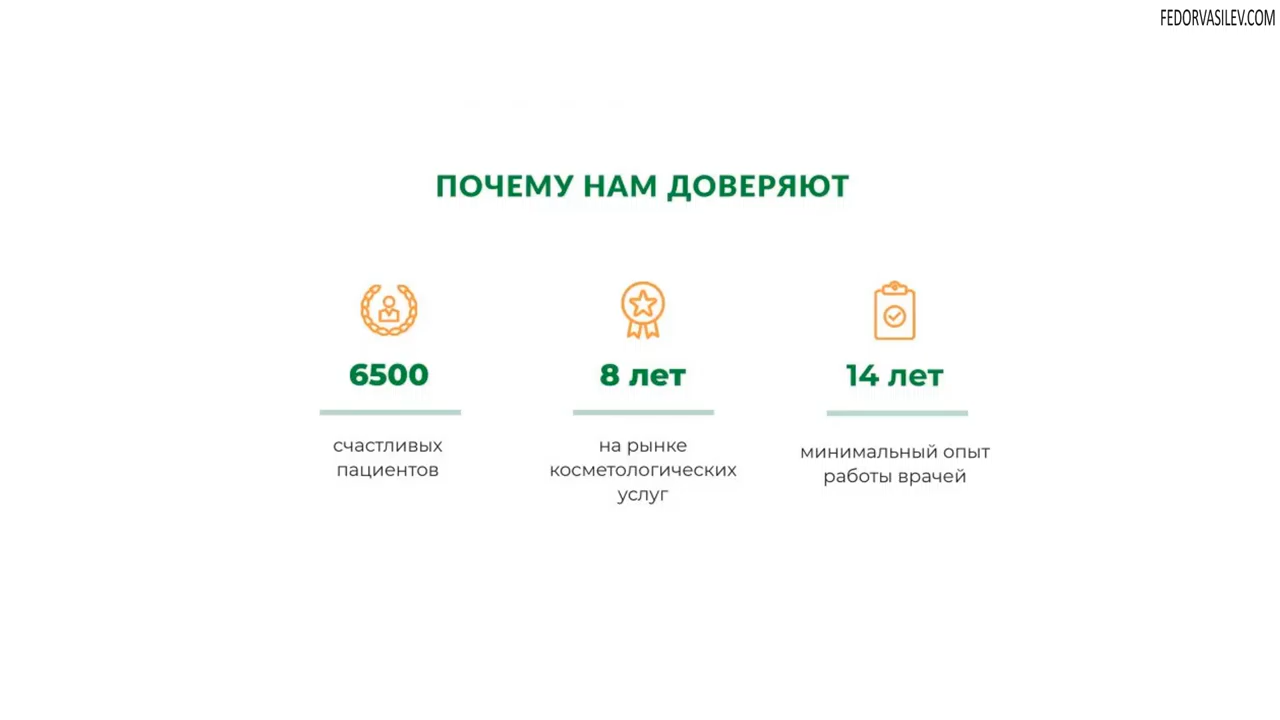 FEDORVASILEV.COM
ПОЧЕМУ НАМ ДОВЕРЯЮТ
6500
счастливых
пациентов
8 лет
на рынке
косметологических
услуг
14 лет
минимальный опыт
работы врачей